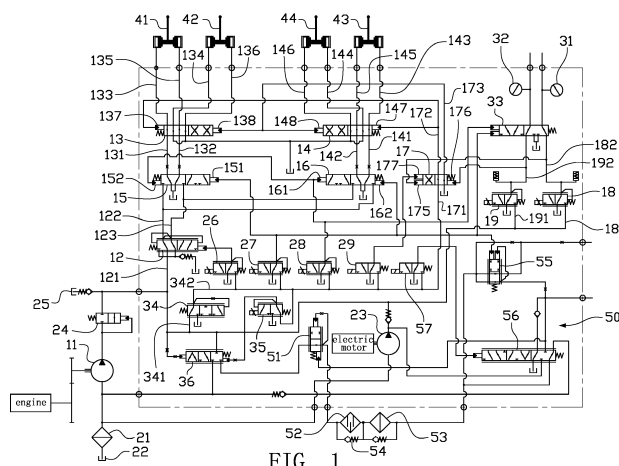 41 42 44 43
135 134 136 146 144 145 143
133 173 32 31
137 138 148 147 172 33
13 14 176
131 132 142 141 177 17 182
151 16 192
152 161 162 175 171 18
15 19 191
122 18
123 26 27 28 29
12 55
121 342
25 34 23 57
24 35 51 electric motor 56 50
11
341 36
engine
52 53
21 54
22
FIG. 1